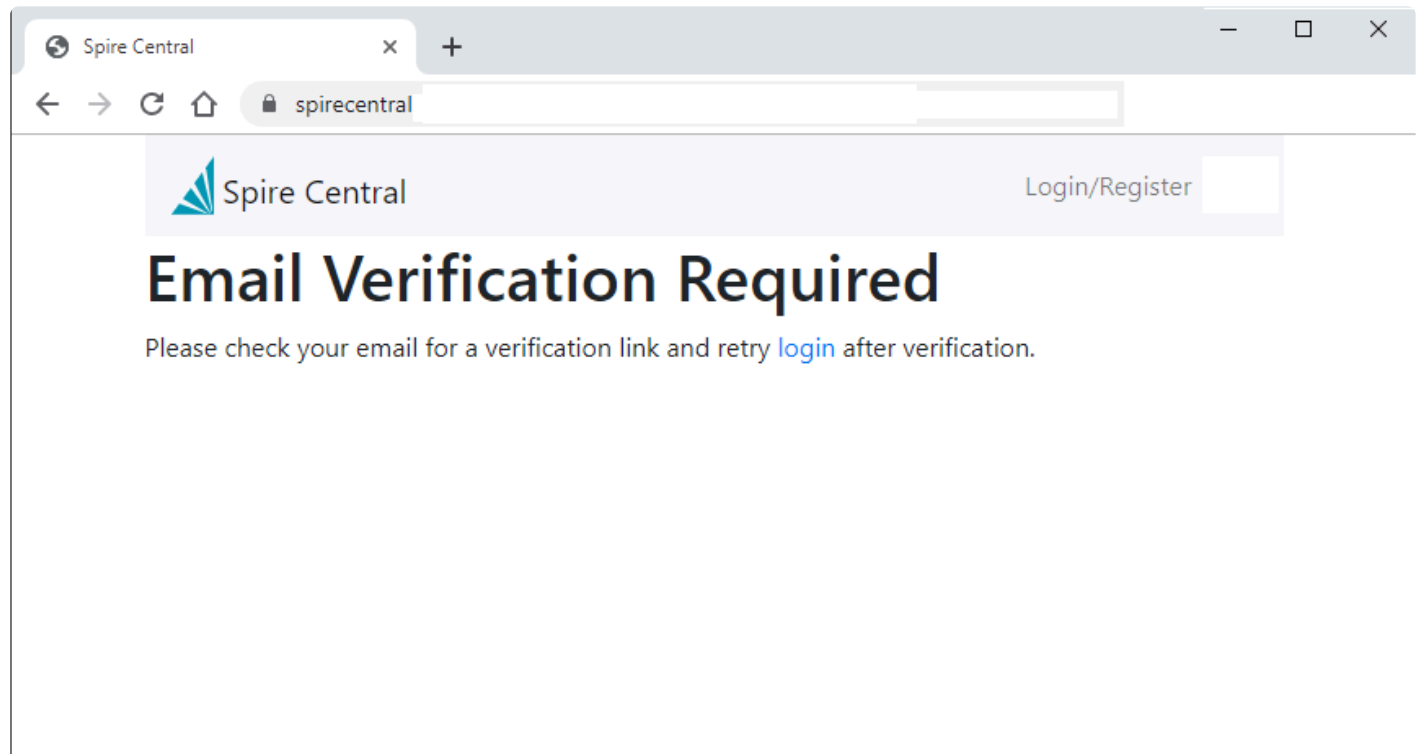 Spire Central
spirecentral
Spire Central
Login/Register
Email Verification Required
Please check your email for a verification link and retry login after verification.